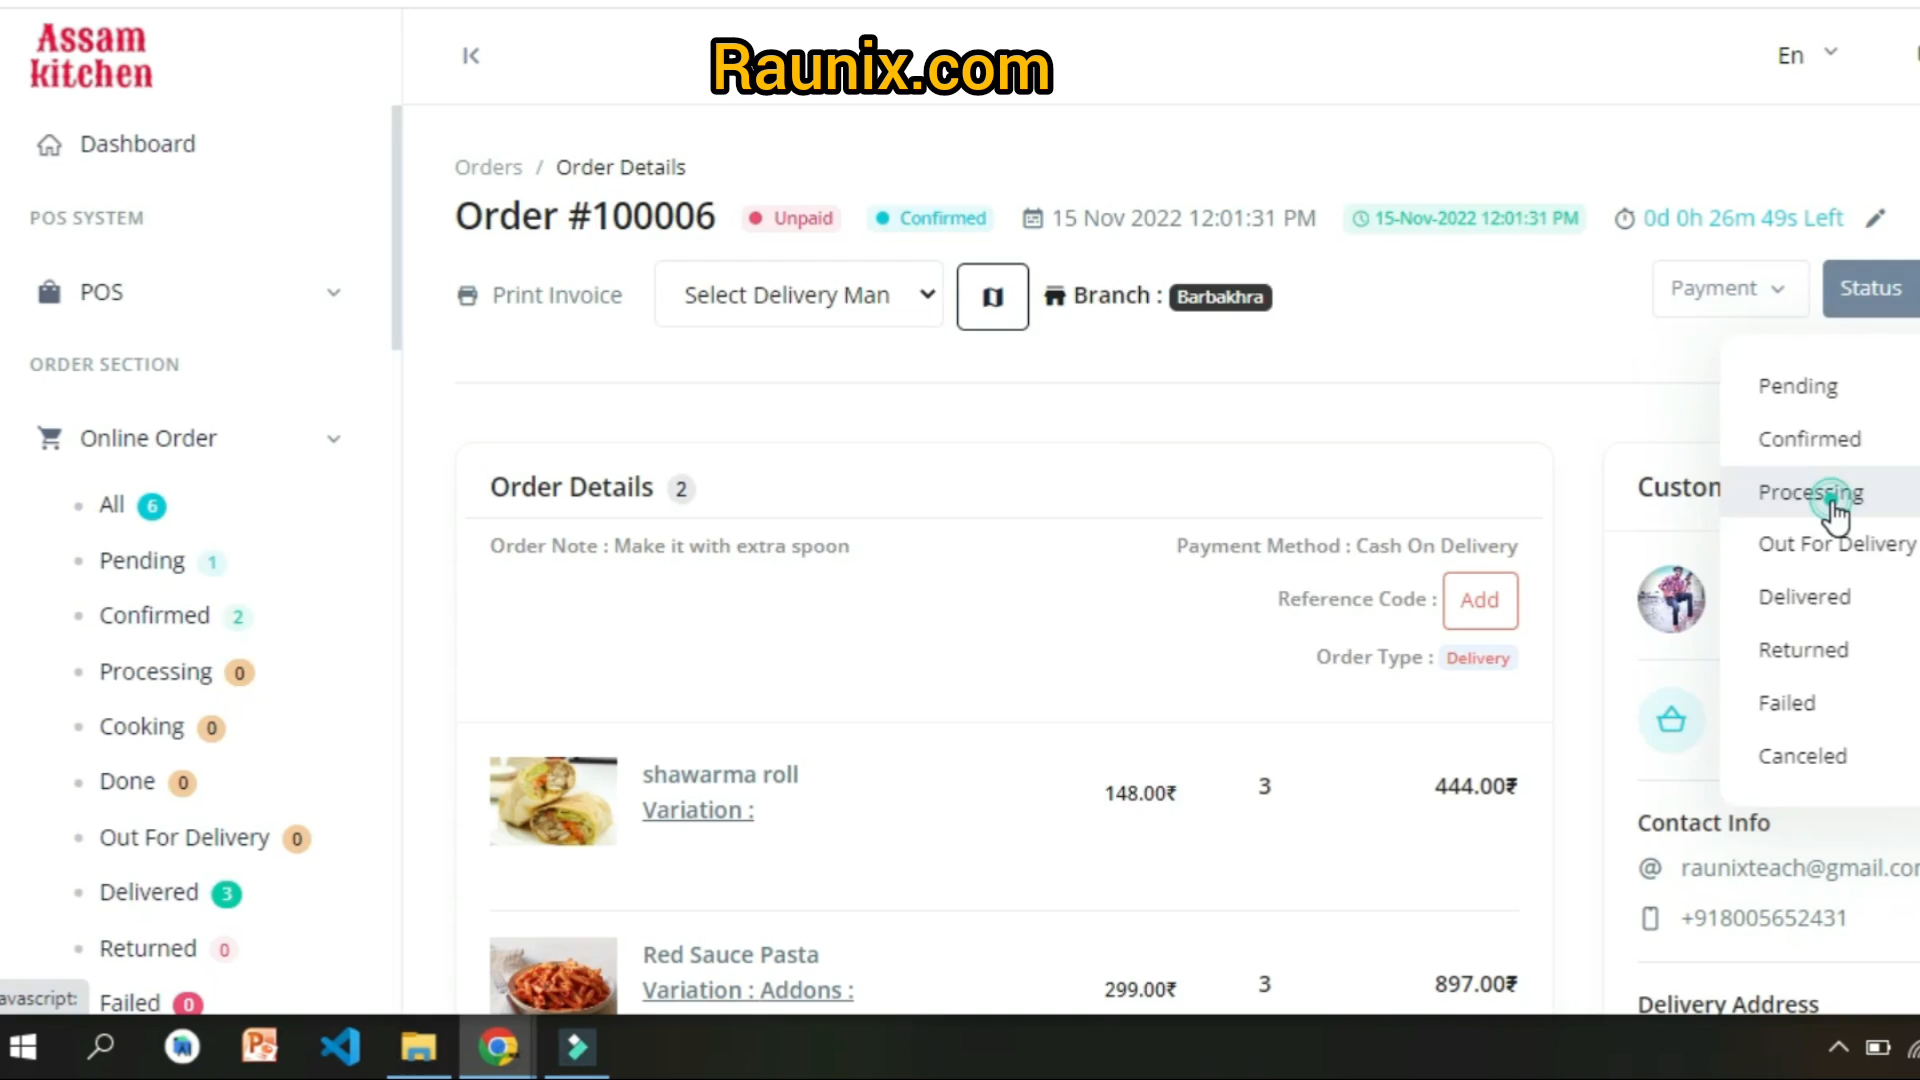 Assam
kitchen
Raunix.com
En
Dashboard
POS SYSTEM
POS
ORDER SECTION
Online Order
All 6
Pending 1
Confirmed 2
Processing 0
Cooking 0
Done 0
Out For Delivery 0
Delivered 3
Returned 0
Failed 0
avascript:
Orders / Order Details
Order #100006 Unpaid Confirmed 15 Nov 2022 12:01:31 PM 15-Nov-2022 12:01:31 PM 0d 0h 26m 49s Left
Print Invoice Select Delivery Man Branch : Barbakhra Payment Status
Pending
Confirmed
Processing
Out For Delivery
Delivered
Returned
Failed
Canceled
Order Details 2
Order Note : Make it with extra spoon
Payment Method : Cash On Delivery
Reference Code : Add
Order Type : Delivery
shawarma roll
Variation :
148.00₹ 3 444.00₹
Red Sauce Pasta
Variation : Addons :
299.00₹ 3 897.00₹
Custom
Contact Info
raunixteach@gmail.co
+918005652431
Delivery Address